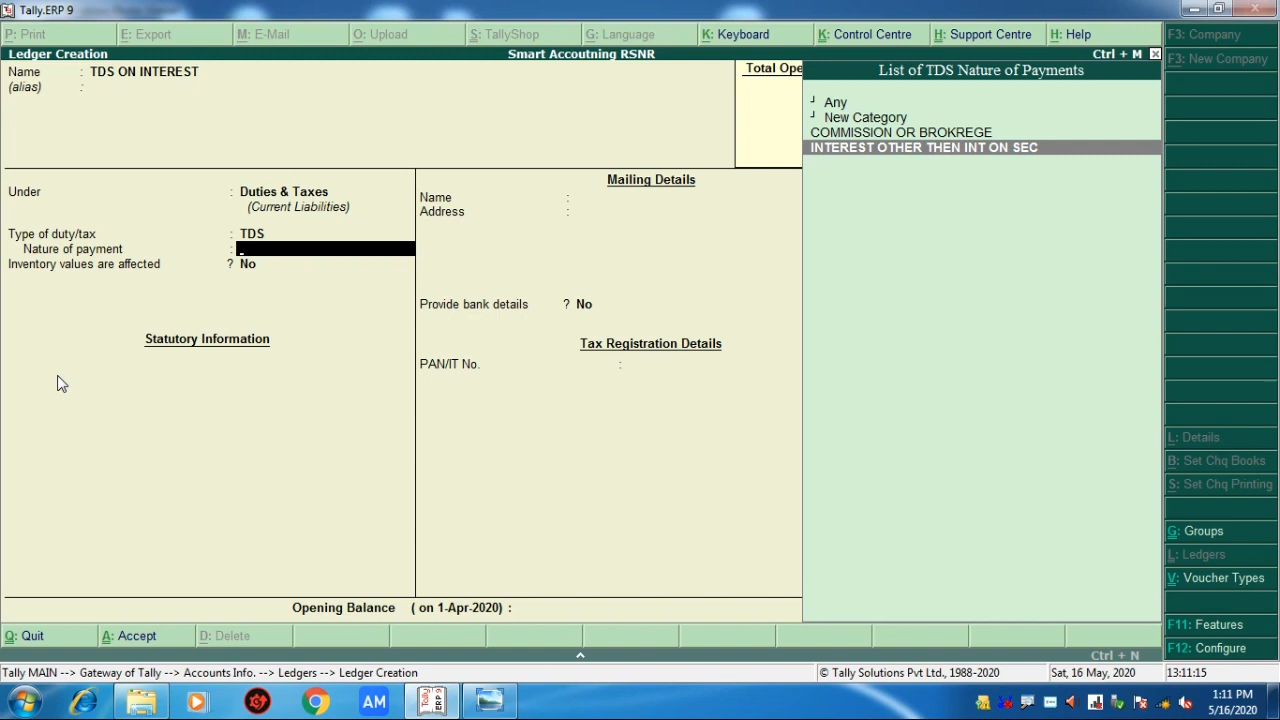 Tally.ERP 9
P: Print E: Export M: E-Mail O: Upload S: TallyShop G: Language K: Keyboard K: Control Centre H: Support Centre H: Help F3: Company
Ledger Creation Smart Accoutning RSNR Ctrl + M F3: New Company
Name : TDS ON INTEREST
(alias) :
Total Ope
List of TDS Nature of Payments
Any
New Category
COMMISSION OR BROKREGE
INTEREST OTHER THEN INT ON SEC
Under : Duties & Taxes
(Current Liabilities)
Type of duty/tax : TDS
Nature of payment :
Inventory values are affected ? No
Statutory Information
Mailing Details
Name :
Address :
Provide bank details ? No
Tax Registration Details
PAN/IT No. :
Opening Balance ( on 1-Apr-2020) :
L: Details
B: Set Chq Books
S: Set Chq Printing
G: Groups
L: Ledgers
V: Voucher Types
F11: Features
F12: Configure
Q: Quit A: Accept D: Delete
Ctrl + N
Tally MAIN --> Gateway of Tally --> Accounts Info. --> Ledgers --> Ledger Creation © Tally Solutions Pvt Ltd., 1988-2020 Sat, 16 May, 2020 13:11:15
AM
Tally ERP 9
1:11 PM
5/16/2020